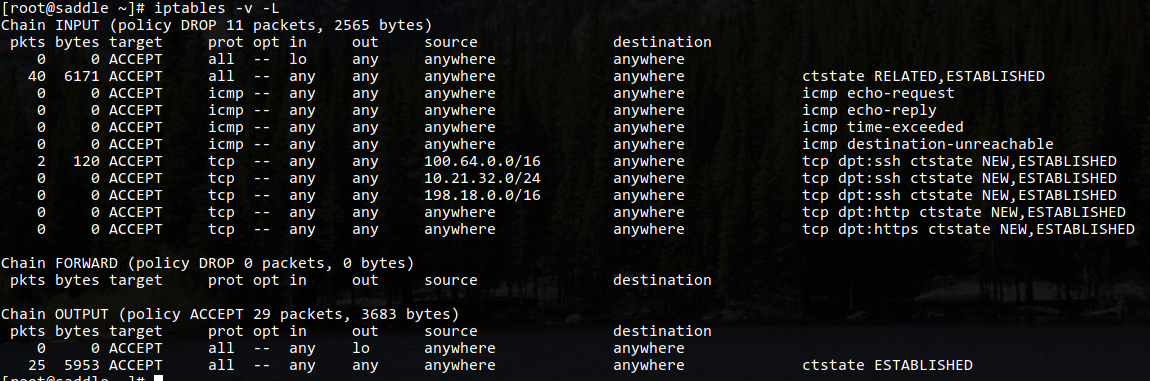 [root@saddle ~]# iptables -v -L
Chain INPUT (policy DROP 11 packets, 2565 bytes)
 pkts bytes target     prot opt in     out     source               destination
    0     0 ACCEPT     all  --  lo     any     anywhere             anywhere
   40  6171 ACCEPT     all  --  any    any     anywhere             anywhere             ctstate RELATED,ESTABLISHED
    0     0 ACCEPT     icmp --  any    any     anywhere             anywhere             icmp echo-request
    0     0 ACCEPT     icmp --  any    any     anywhere             anywhere             icmp echo-reply
    0     0 ACCEPT     icmp --  any    any     anywhere             anywhere             icmp time-exceeded
    0     0 ACCEPT     icmp --  any    any     anywhere             anywhere             icmp destination-unreachable
    2   120 ACCEPT     tcp  --  any    any     100.64.0.0/16        anywhere             tcp dpt:ssh ctstate NEW,ESTABLISHED
    0     0 ACCEPT     tcp  --  any    any     10.21.32.0/24        anywhere             tcp dpt:ssh ctstate NEW,ESTABLISHED
    0     0 ACCEPT     tcp  --  any    any     198.18.0.0/16        anywhere             tcp dpt:ssh ctstate NEW,ESTABLISHED
    0     0 ACCEPT     tcp  --  any    any     anywhere             anywhere             tcp dpt:http ctstate NEW,ESTABLISHED
    0     0 ACCEPT     tcp  --  any    any     anywhere             anywhere             tcp dpt:https ctstate NEW,ESTABLISHED

Chain FORWARD (policy DROP 0 packets, 0 bytes)
 pkts bytes target     prot opt in     out     source               destination

Chain OUTPUT (policy ACCEPT 29 packets, 3683 bytes)
 pkts bytes target     prot opt in     out     source               destination
    0     0 ACCEPT     all  --  any    lo      anywhere             anywhere
   25  5953 ACCEPT     all  --  any    any     anywhere             anywhere             ctstate ESTABLISHED
[root@saddle ~]#